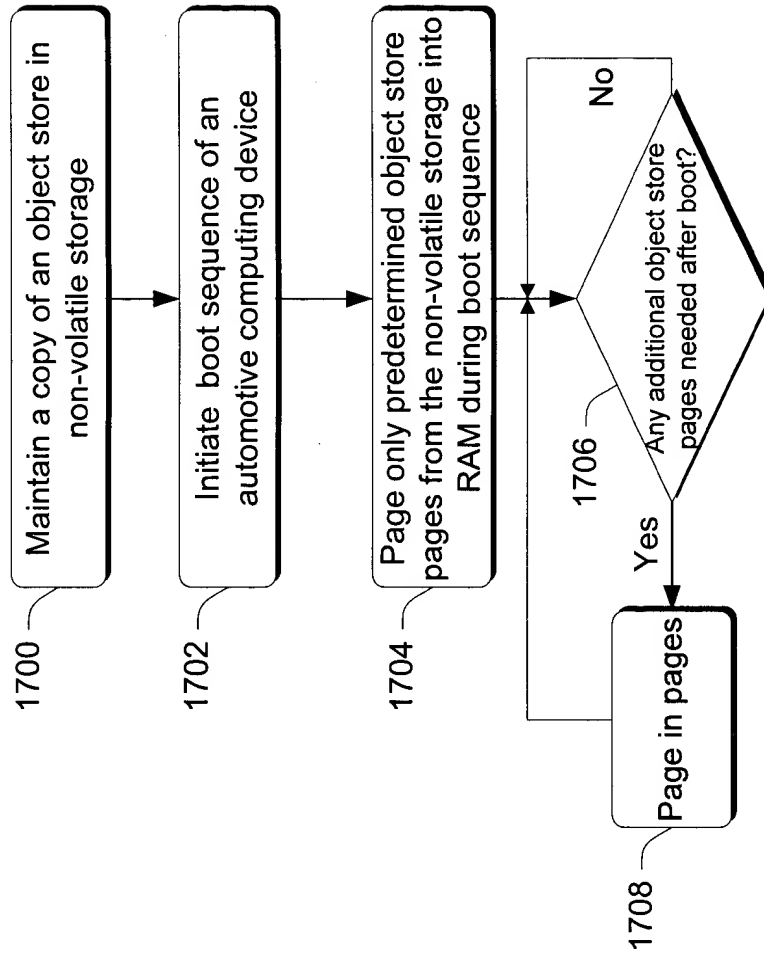 1700
Maintain a copy of an object store in
non-volatile storage
1702
Initiate boot sequence of an
automotive computing device
1704
Page only predetermined object store
pages from the non-volatile storage into
RAM during boot sequence
1706
Any additional object store
pages needed after boot?
No
Yes
1708
Page in pages